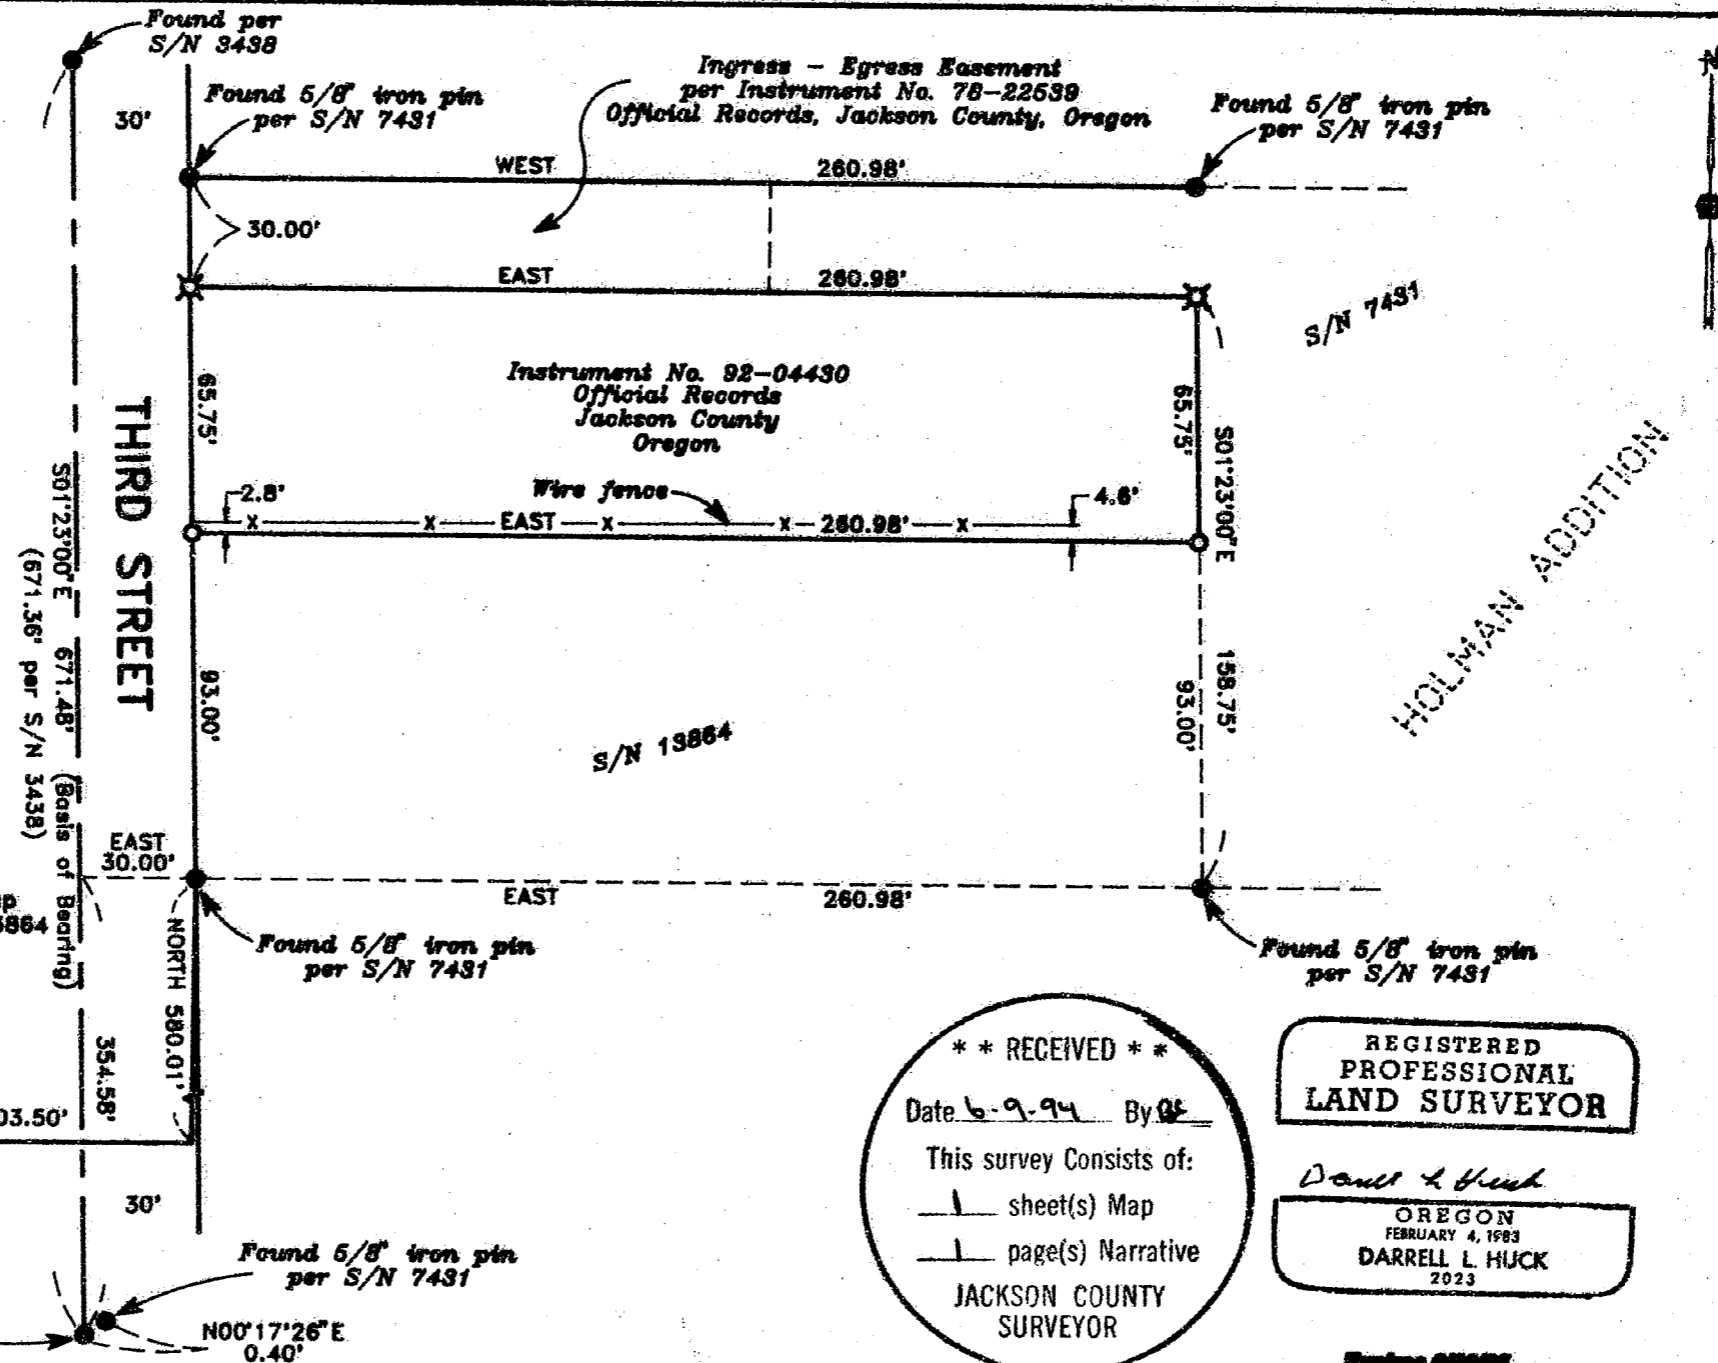 Found per
S/N 3438
30'
Found 5/8" iron pin
per S/N 7431
Ingress – Egress Easement
per Instrument No. 78-22539
Official Records, Jackson County, Oregon
Found 5/8" iron pin
per S/N 7431
N
WEST 260.98'
30.00'
EAST 260.98'
S/N 7431
65.75'
Instrument No. 92-04430
Official Records
Jackson County
Oregon
65.75'
S01°23'00"E
THIRD STREET
2.8'
Wire fence
4.6'
X X EAST X X 260.98' X
HOLMAN ADDITION
S01°23'00"E 671.48' (Basis of Bearing)
(671.36' per S/N 3438)
93.00'
S/N 13864
158.75'
93.00'
EAST
30.00'
EAST 260.98'
p
3864
NORTH 580.01'
Found 5/8" iron pin
per S/N 7431
Found 5/8" iron pin
per S/N 7431
354.58'
03.50'
30'
Found 5/8" iron pin
per S/N 7431
N00°17'26"E
0.40'
* * RECEIVED * *
Date 6-9-94 By
This survey Consists of:
1 sheet(s) Map
1 page(s) Narrative
JACKSON COUNTY
SURVEYOR
REGISTERED
PROFESSIONAL
LAND SURVEYOR
OREGON
FEBRUARY 4, 1983
DARRELL L. HUCK
2023